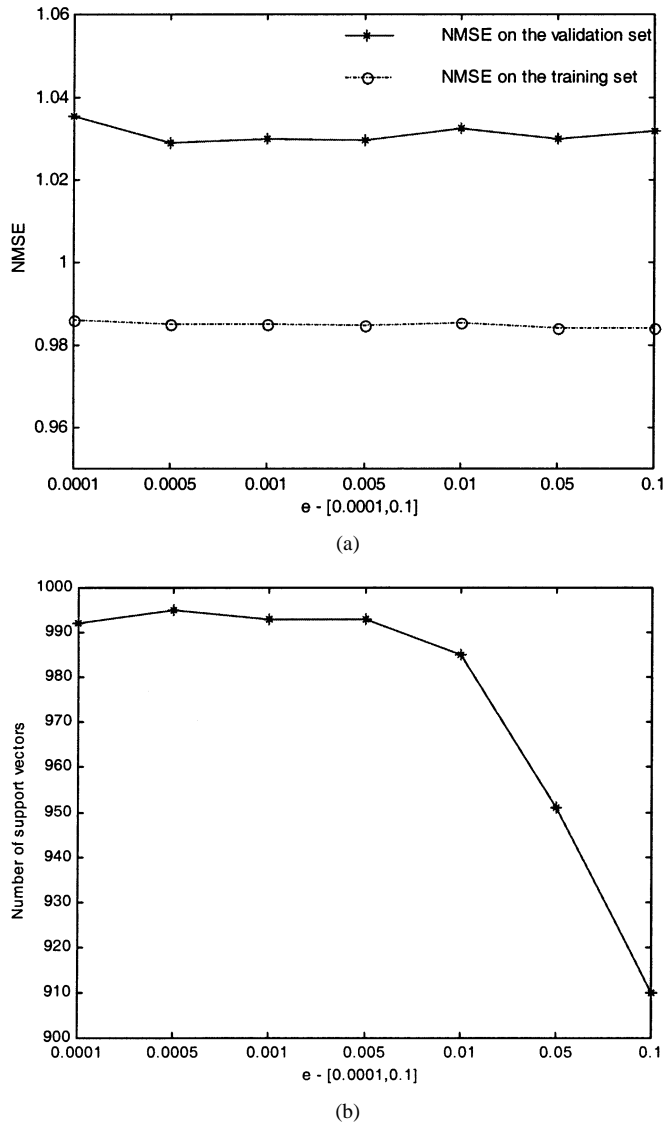 1.06
NMSE on the validation set
NMSE on the training set
1.04
1.02
1
0.98
0.96
NMSE
0.0001 0.0005 0.001 0.005 0.01 0.05 0.1
e - [0.0001,0.1]
(a)
1000
990
980
970
960
950
940
930
920
910
900
Number of support vectors
0.0001 0.0005 0.001 0.005 0.01 0.05 0.1
e - [0.0001,0.1]
(b)